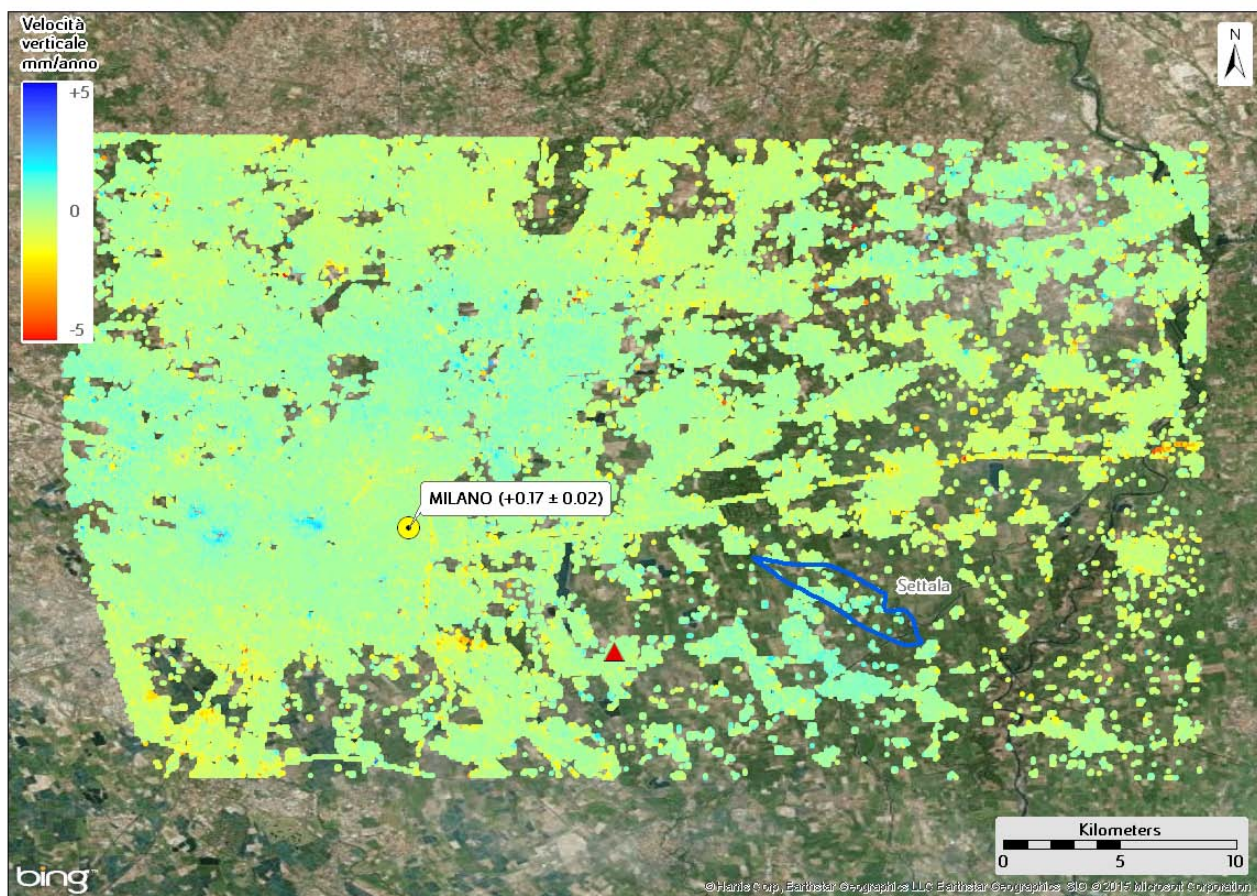 Velocità
verticale
mm/anno
+5
0
-5
N
MILANO (+0.17 ± 0.02)
Settala
Kilometers
0 5 10
bing
©Harris Corp, Earthstar Geographics LLC Earthstar Geographics SIO © 2015 Microsoft Corporation